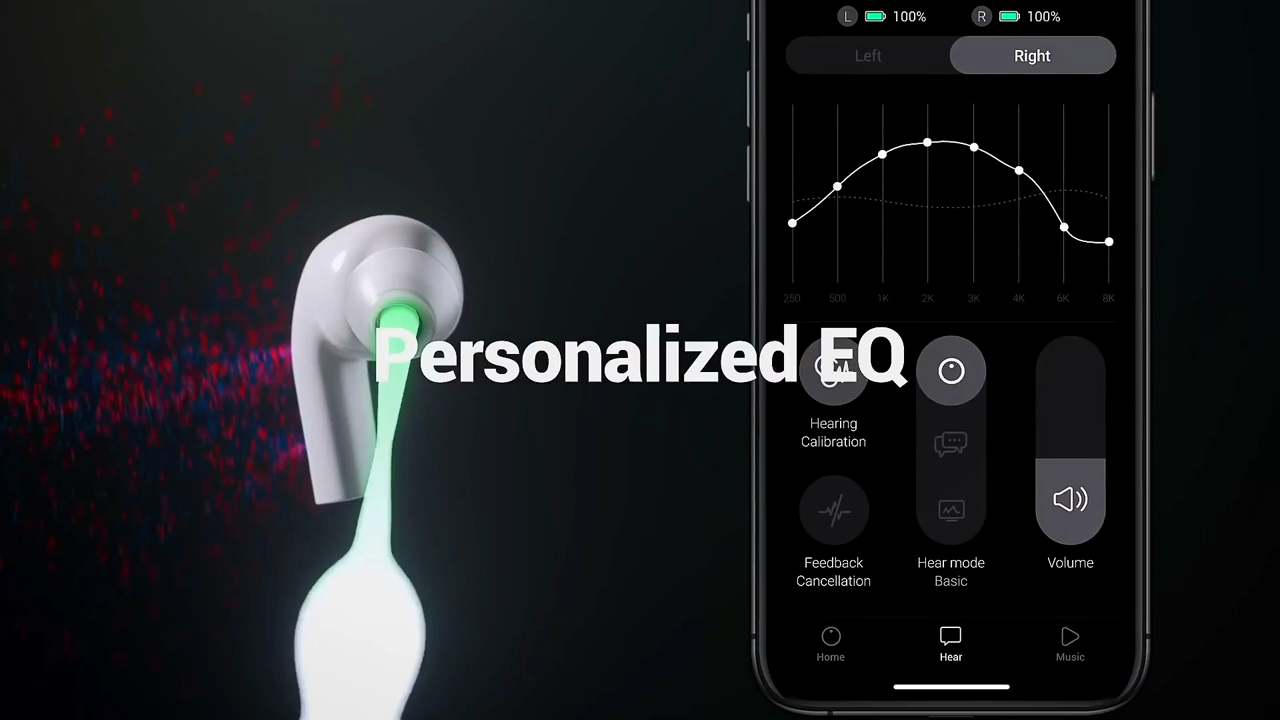 L 100% R 100%
Left Right
250 500 1K 2K 3K 4K 6K 8K
Personalized EQ
Hearing
Calibration
Feedback
Cancellation
Hear mode
Basic
Volume
Home Hear Music